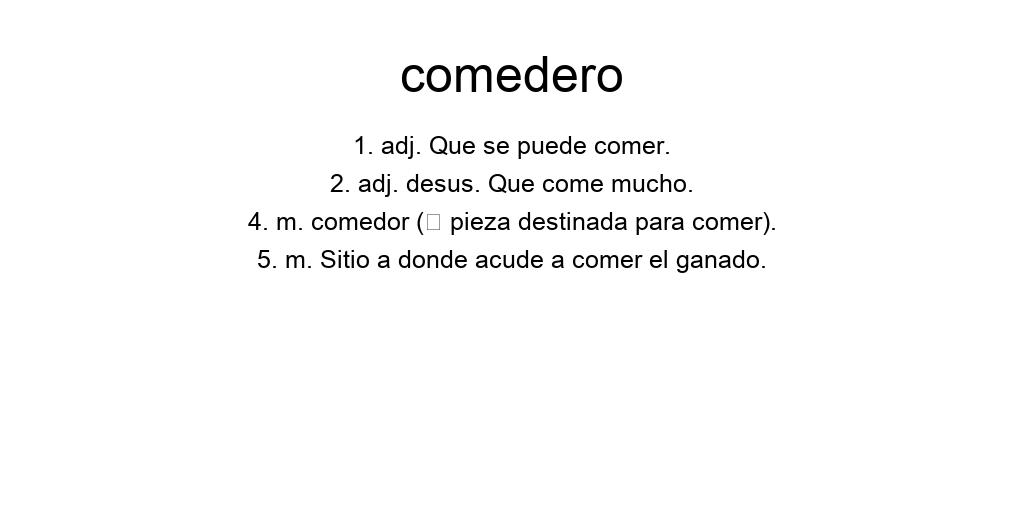 comedero
1. adj. Que se puede comer.
2. adj. desus. Que come mucho.
4. m. comedor (□ pieza destinada para comer).
5. m. Sitio a donde acude a comer el ganado.